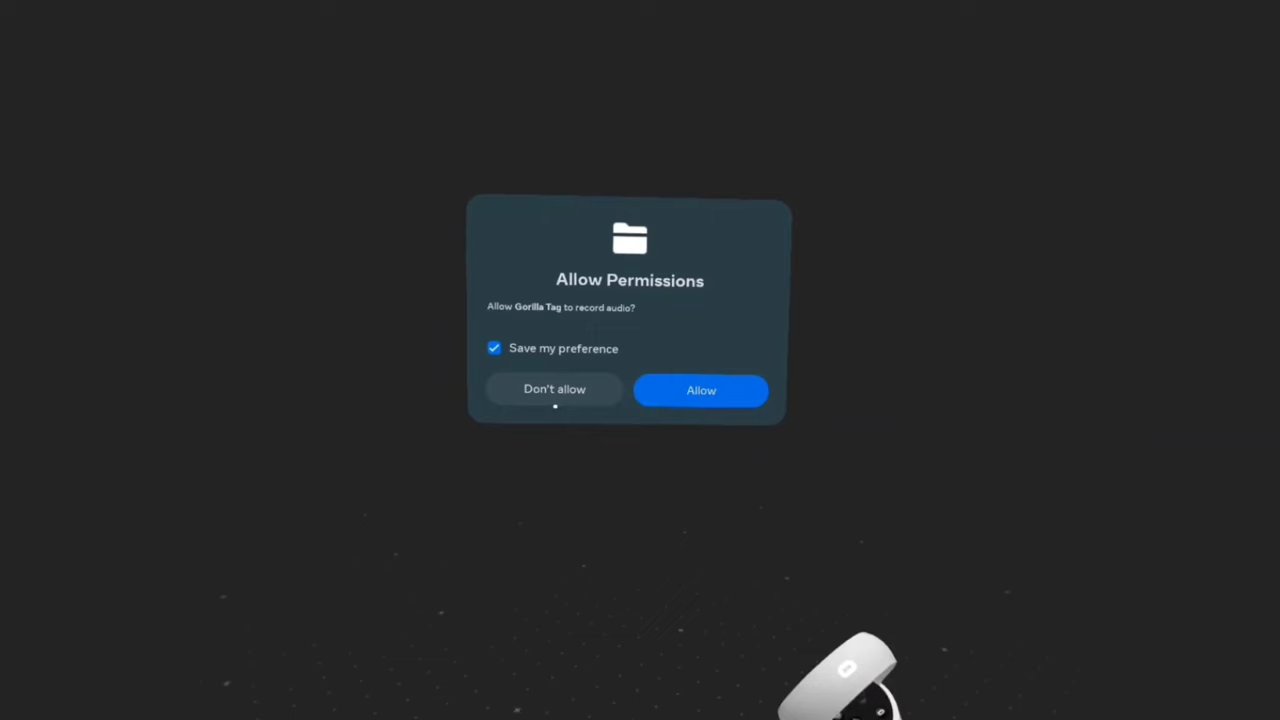 Allow Permissions
Allow Gorilla Tag to record audio?
Save my preference
Don't allow
Allow